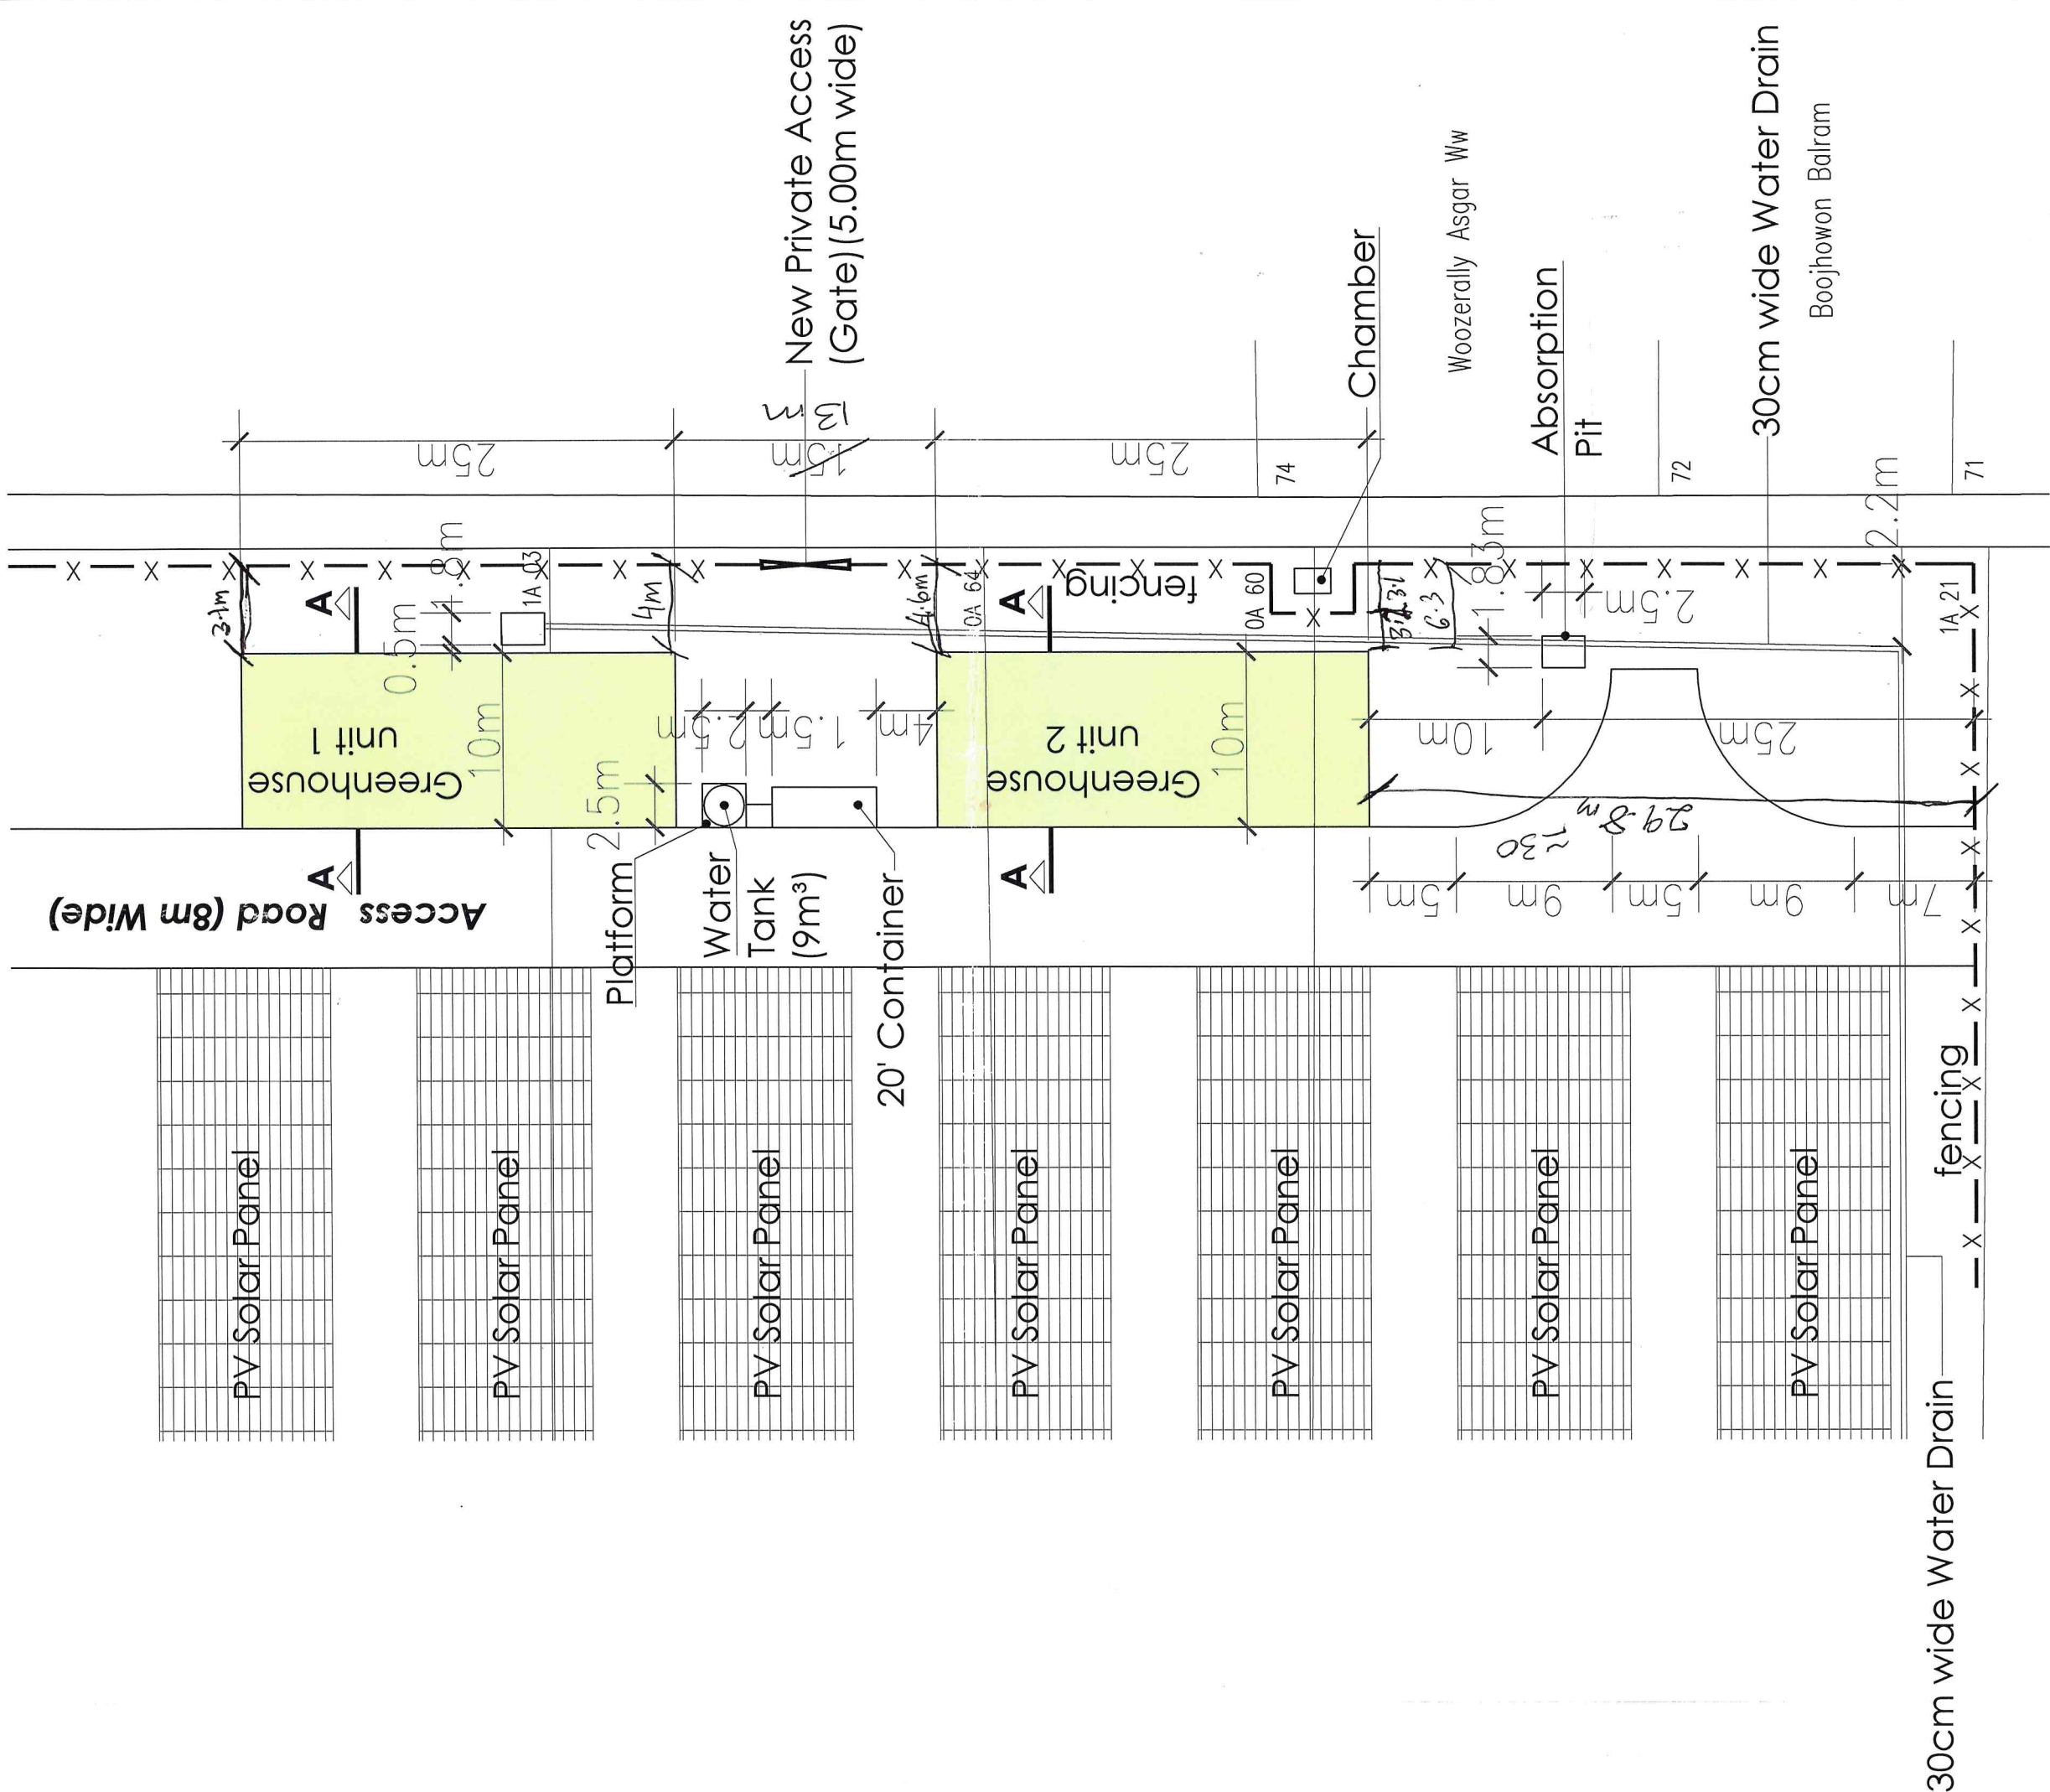 New Private Access
(Gate)(5.00m wide)
Chamber
Woozerally Asgar Ww
Absorption
Pit
30cm wide Water Drain
Boojhowon Balram
25m
15m
13m
25m
74
72
71
3.1m
4m
4.6m
6.3
0.5m
1.8m
1A 03
0A 64
0A 60
1A 21
fencing
1.83m
2.5m
2.2m
A
A
A
A
Greenhouse
unit 1
10m
Greenhouse
unit 2
10m
2.5m
2.5m
1.5m
4m
10m
25m
29.8m
≈30
5m
9m
5m
9m
7m
Access Road (8m Wide)
Platform
Water
Tank
(9m³)
20' Container
PV Solar Panel
PV Solar Panel
PV Solar Panel
PV Solar Panel
PV Solar Panel
PV Solar Panel
PV Solar Panel
fencing
30cm wide Water Drain